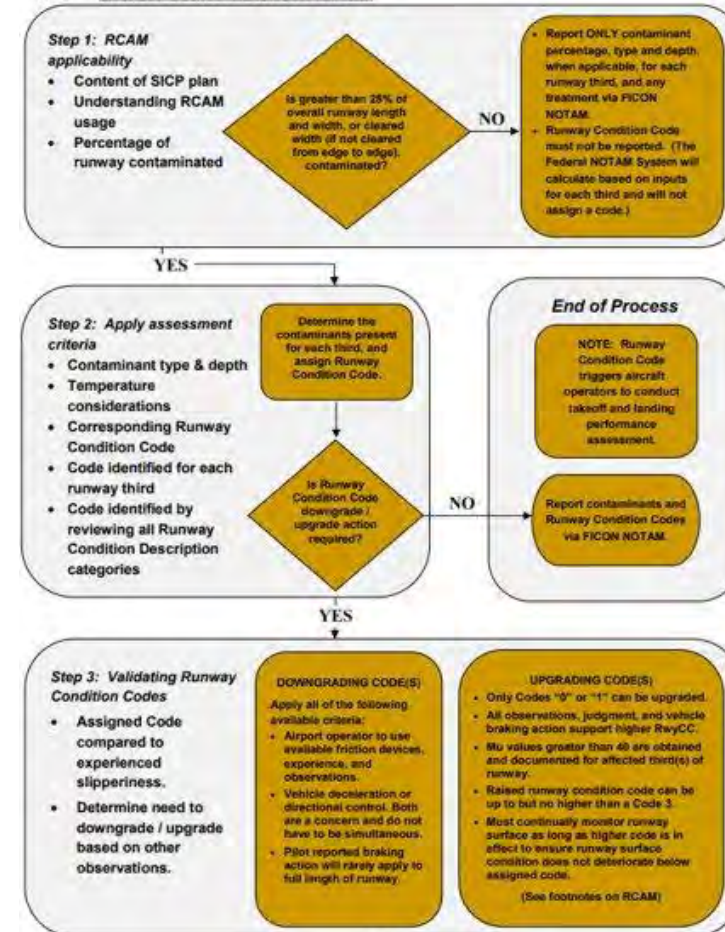 Step 1: RCAM
applicability
• Content of SICP plan
• Understanding RCAM
usage
• Percentage of
runway contaminated
Is greater than 25% of
overall runway length
and width, or cleared
width (if not cleared
from edge to edge),
contaminated?
NO
• Report ONLY contaminant
percentage, type and depth,
when applicable, for each
runway third, and any
treatment via FICON
NOTAM.
• Runway Condition Code
must not be reported. (The
Federal NOTAM System will
calculate based on inputs
for each third and will not
assign a code.)
YES
Step 2: Apply assessment
criteria
• Contaminant type & depth
• Temperature
considerations
• Corresponding Runway
Condition Code
• Code identified for each
runway third
• Code identified by
reviewing all Runway
Condition Description
categories
Determine the
contaminants present
for each third, and
assign Runway
Condition Code.
Is Runway
Condition Code
downgrade /
upgrade action
required?
NO
End of Process
NOTE: Runway
Condition Code
triggers aircraft
operators to conduct
takeoff and landing
performance
assessment.
Report contaminants and
Runway Condition Codes
via FICON NOTAM.
YES
Step 3: Validating Runway
Condition Codes
• Assigned Code
compared to
experienced
slipperiness.
• Determine need to
downgrade / upgrade
based on other
observations.
DOWNGRADING CODE(S)
Apply all of the following
available criteria:
• Airport operator to use
available friction devices,
experience, and
observations.
• Vehicle deceleration or
directional control. Both
are a concern and do not
have to be simultaneous.
• Pilot reported braking
action will rarely apply to
full length of runway.
UPGRADING CODE(S)
• Only Codes "0" or "1" can be upgraded.
• All observations, judgment, and vehicle
braking action support higher RwyCC.
• Mu values greater than 40 are obtained
and documented for affected third(s) of
runway.
• Raised runway condition code can be
up to but no higher than a Code 3.
• Must continually monitor runway
surface as long as higher code is in
effect to ensure runway surface
condition does not deteriorate below
assigned code.
(See footnotes on RCAM)